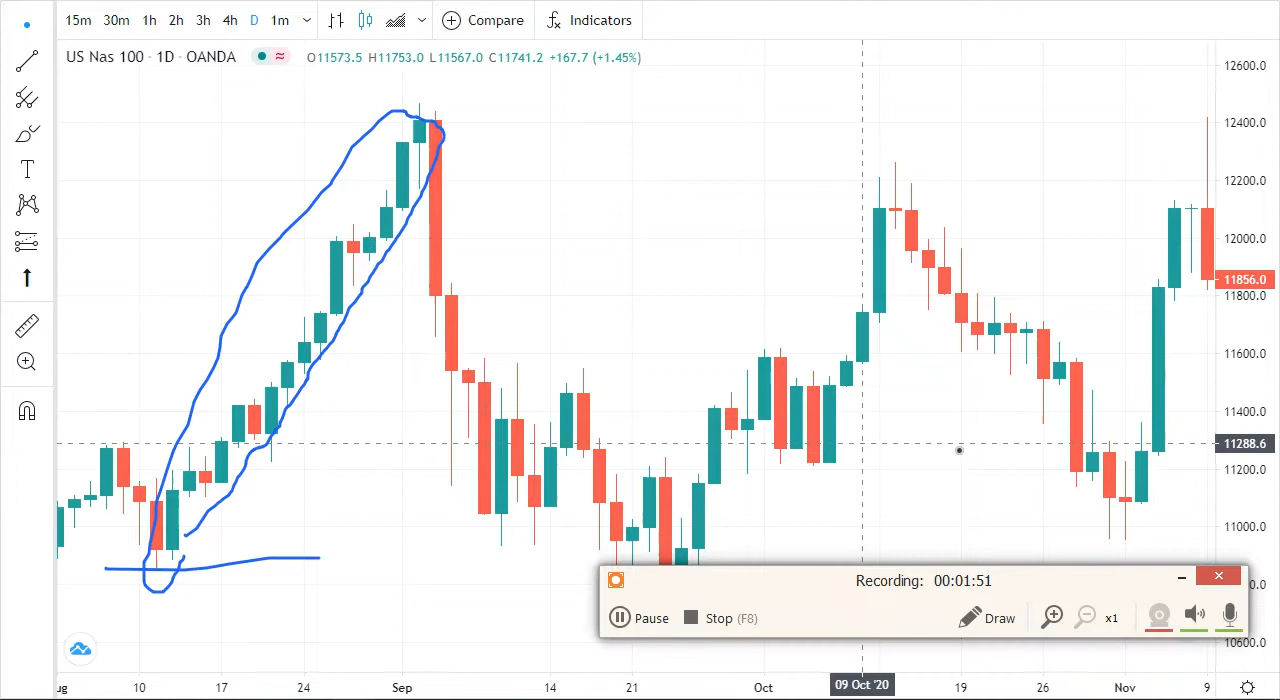 15m 30m 1h 2h 3h 4h D 1m Compare Indicators
US Nas 100 · 1D · OANDA O11573.5 H11753.0 L11567.0 C11741.2 +167.7 (+1.45%)
12600.0
12400.0
12200.0
12000.0
11856.0
11800.0
11600.0
11400.0
11288.6
11200.0
11000.0
0.0
10600.0
Recording: 00:01:51
Pause Stop (F8) Draw x1
ug 10 17 24 Sep 14 21 Oct 09 Oct '20 19 26 Nov 9